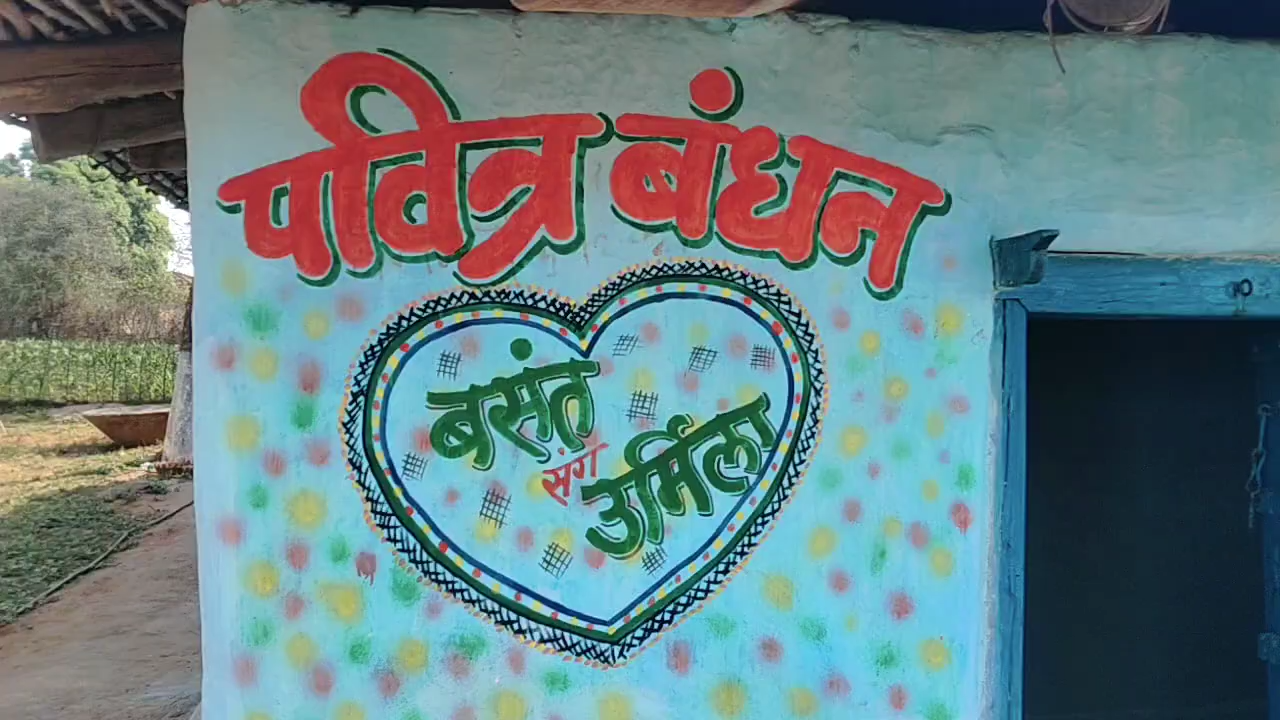 पवित्र बंधन
बसंत
संग
उर्मिला